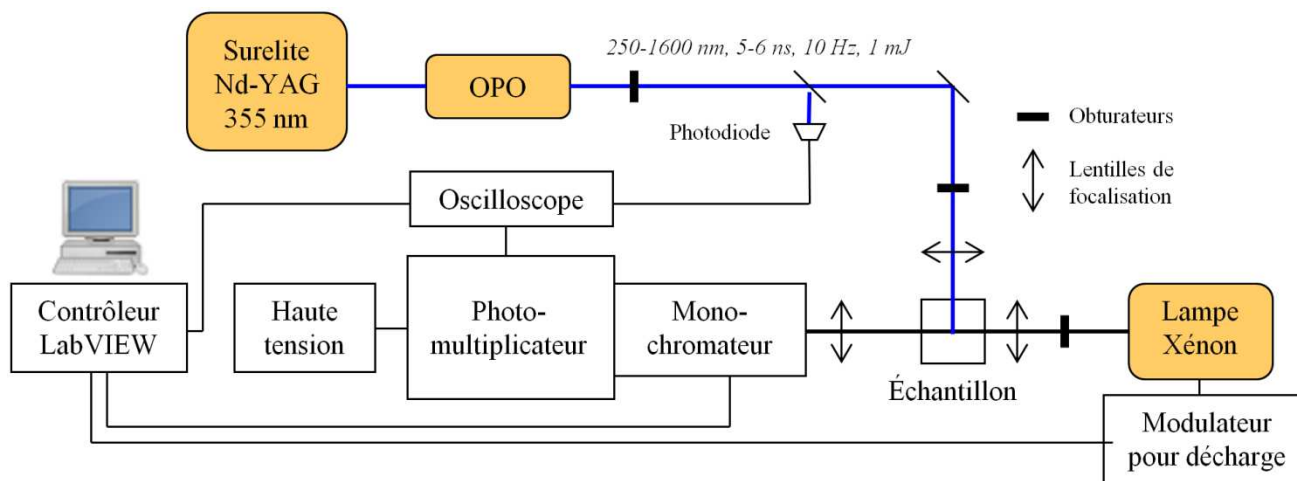 Surelite
Nd-YAG
355 nm
OPO
250-1600 nm, 5-6 ns, 10 Hz, 1 mJ
Photodiode
Obturateurs
Lentilles de
focalisation
Oscilloscope
Contrôleur
LabVIEW
Haute
tension
Photo-
multiplicateur
Mono-
chromateur
Échantillon
Lampe
Xénon
Modulateur
pour décharge